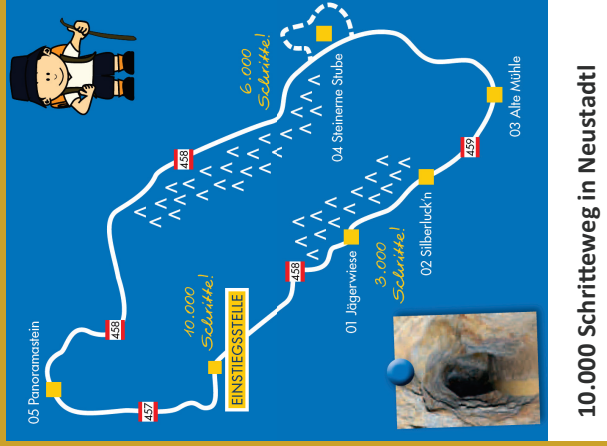 10.000 Schritteweg in Neustadtl
05 Panoramastein
457
458
10.000
Schritte!
EINSTIEGSSTELLE
458
458
01 Jägerwiese
3.000
Schritte!
02 Silberluck'n
459
03 Alte Mühle
04 Steinerne Stube
6.000
Schritte!